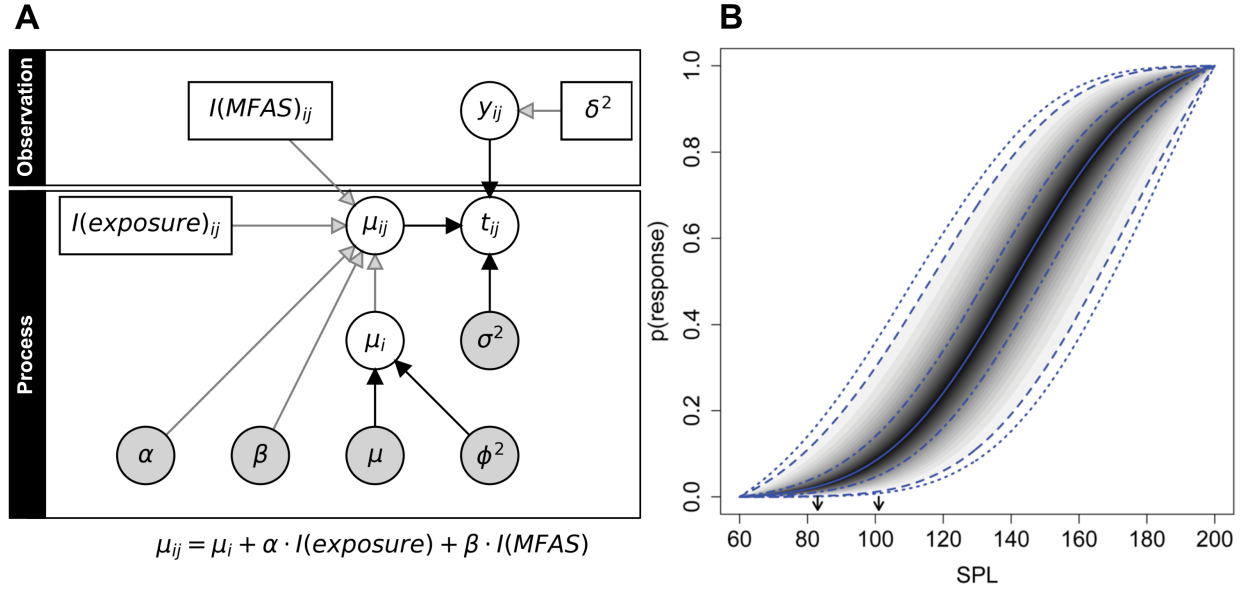 A
Observation
I(MFAS)ij
yij
δ²
Process
I(exposure)ij
μij
tij
μi
σ²
α
β
μ
ϕ²
μij = μi + α · I(exposure) + β · I(MFAS)
B
p(response)
1.0
0.8
0.6
0.4
0.2
0.0
60 80 100 120 140 160 180 200
SPL